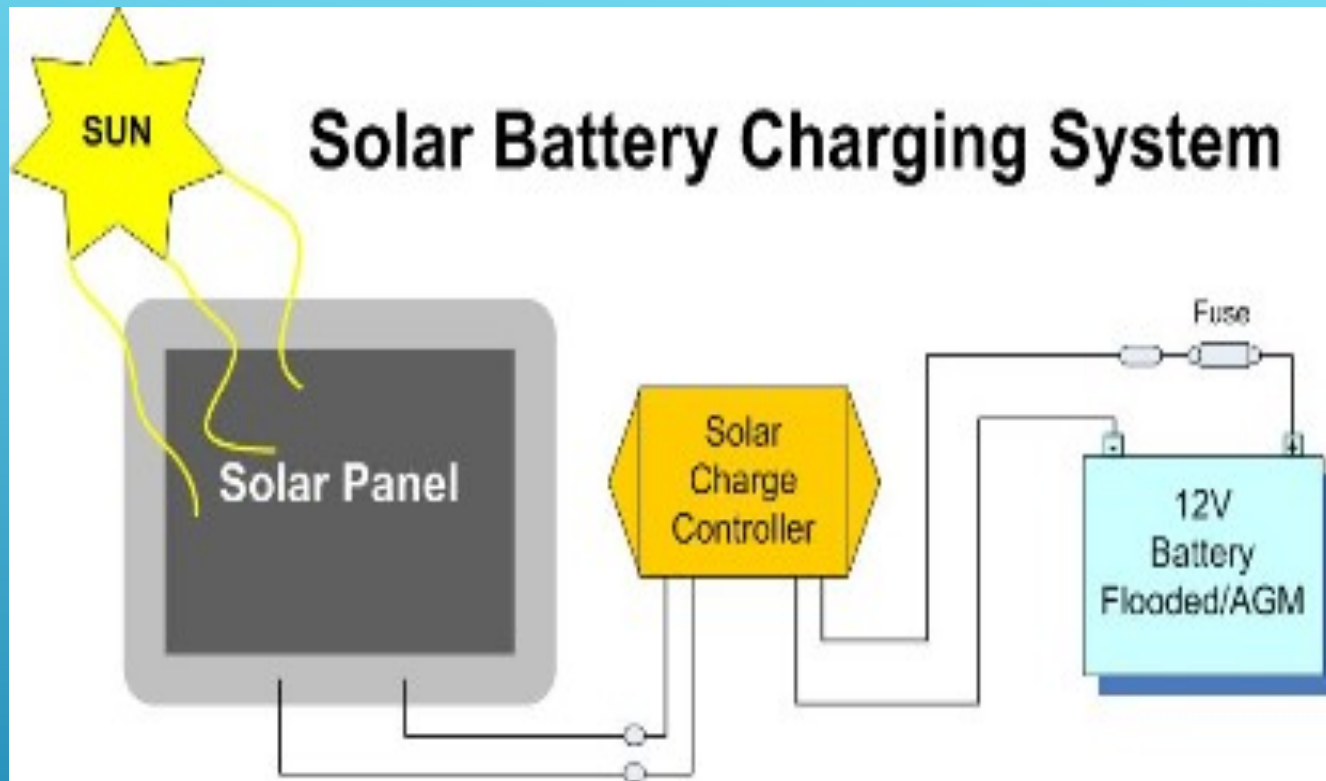 SUN
Solar Battery Charging System
Fuse
Solar Panel
Solar
Charge
Controller
- +
12V
Battery
Flooded/AGM